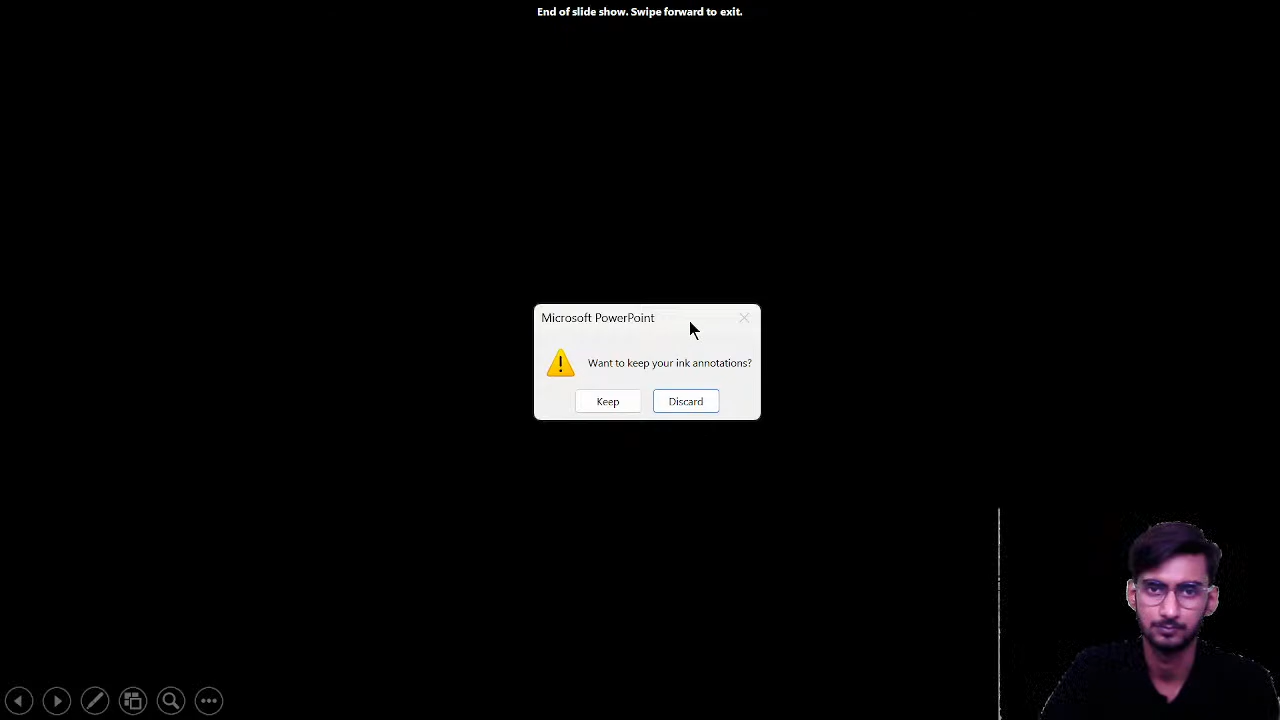 End of slide show. Swipe forward to exit.
Microsoft PowerPoint
Want to keep your ink annotations?
Keep
Discard